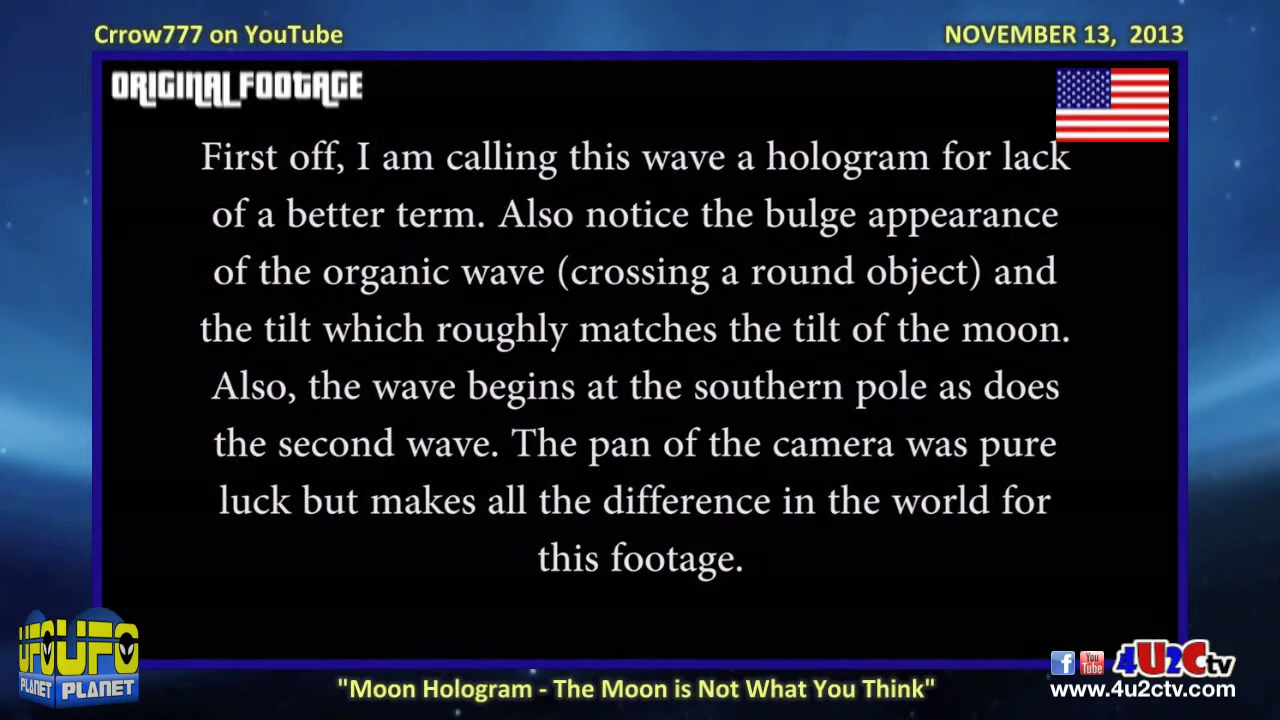 Crrow777 on YouTube
NOVEMBER 13, 2013
ORIGINAL FOOTAGE
First off, I am calling this wave a hologram for lack
of a better term. Also notice the bulge appearance
of the organic wave (crossing a round object) and
the tilt which roughly matches the tilt of the moon.
Also, the wave begins at the southern pole as does
the second wave. The pan of the camera was pure
luck but makes all the difference in the world for
this footage.
UFO UFO
PLANET PLANET
f You Tube 4U2Ctv
www.4u2ctv.com
"Moon Hologram - The Moon is Not What You Think"